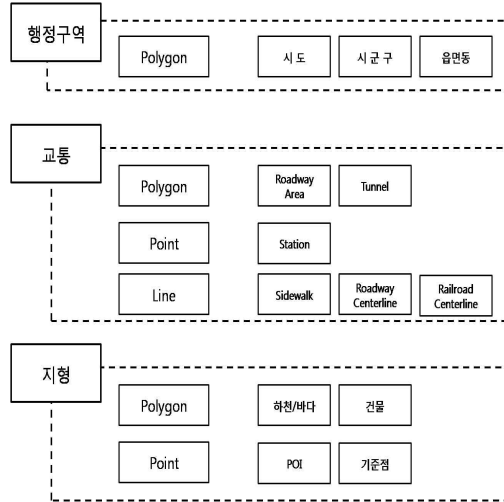 행정구역
Polygon
시 도
시 군 구
읍면동
교통
Polygon
Roadway
Area
Tunnel
Point
Station
Line
Sidewalk
Roadway
Centerline
Railroad
Centerline
지형
Polygon
하천/바다
건물
Point
POI
기준점